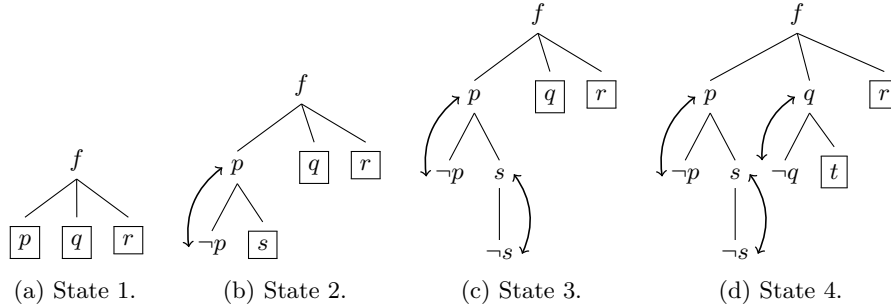 f
f
f
f
p
q
r
p
q
r
p
q
r
¬p
s
¬p
s
¬q
t
p
q
r
¬p
s
¬s
¬s
(a) State 1.
(b) State 2.
(c) State 3.
(d) State 4.